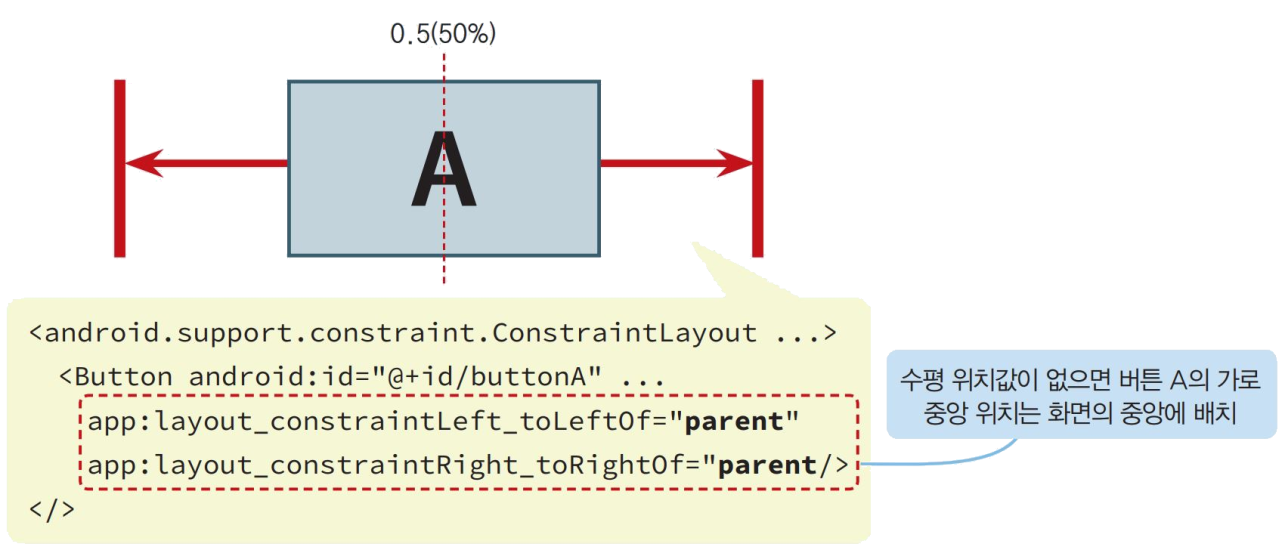 0.5(50%)
A
<android.support.constraint.ConstraintLayout ...>
<Button android:id="@+id/buttonA" ...
app:layout_constraintLeft_toLeftOf="parent"
app:layout_constraintRight_toRightOf="parent/>
</>
수평 위치값이 없으면 버튼 A의 가로
중앙 위치는 화면의 중앙에 배치